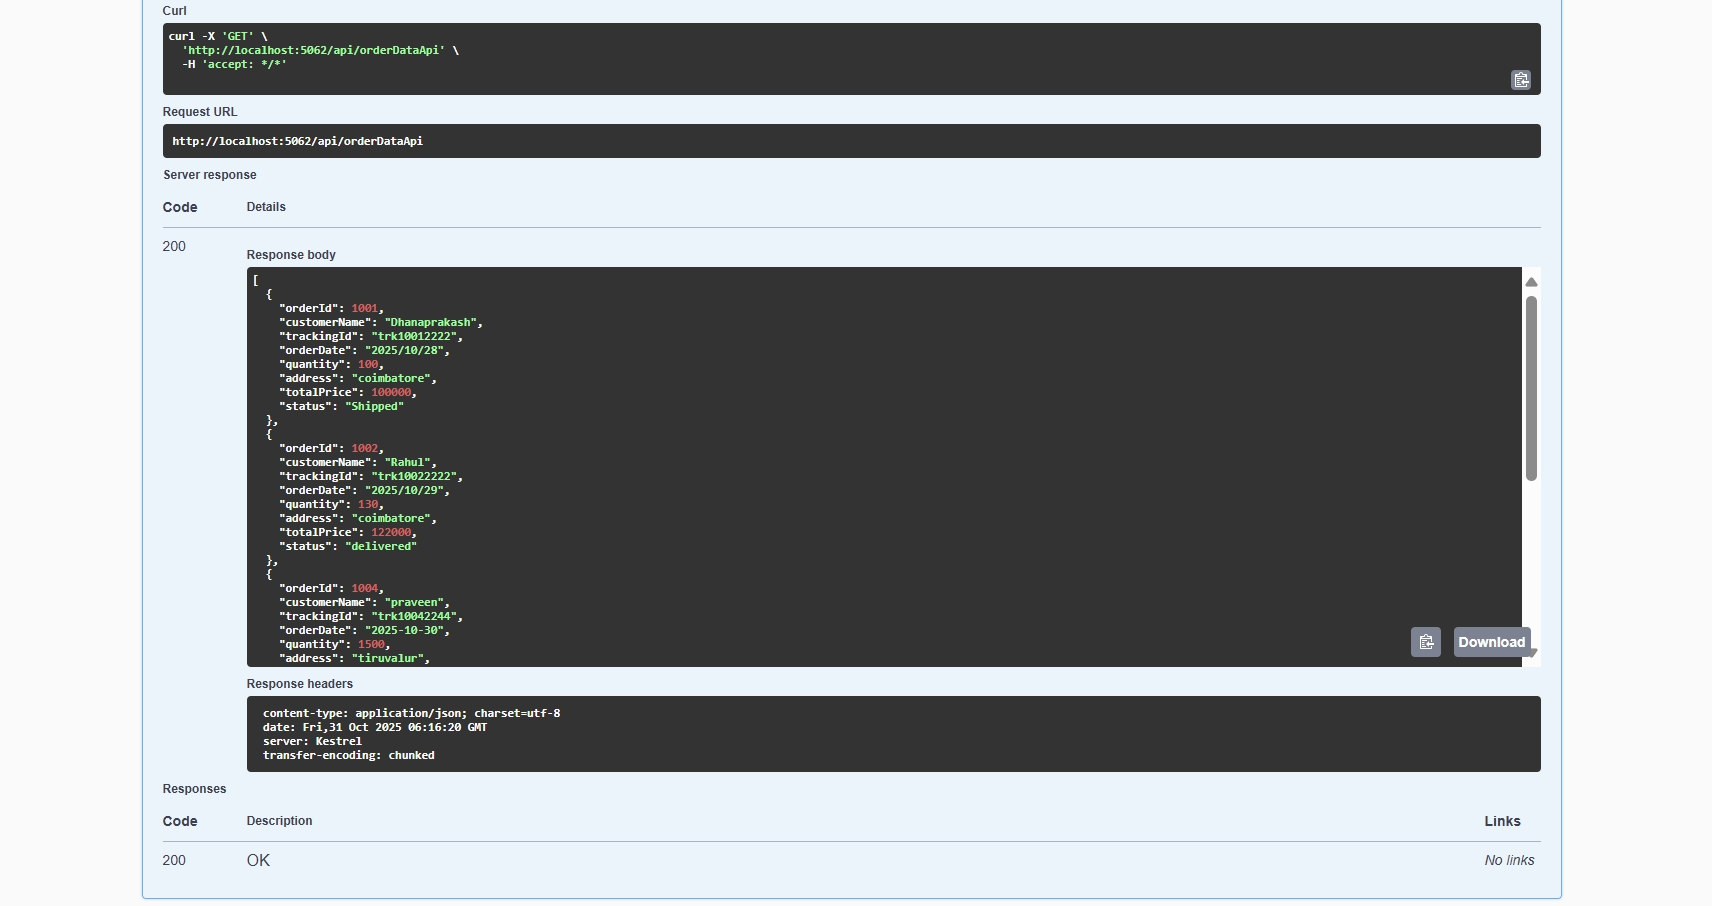 Curl
curl -X 'GET' \
  'http://localhost:5062/api/orderDataApi' \
  -H 'accept: */*'
Request URL
http://localhost:5062/api/orderDataApi
Server response
Code Details
200
Response body
[
  {
    "orderId": 1001,
    "customerName": "Dhanaprakash",
    "trackingId": "trk10012222",
    "orderDate": "2025/10/28",
    "quantity": 100,
    "address": "coimbatore",
    "totalPrice": 100000,
    "status": "Shipped"
  },
  {
    "orderId": 1002,
    "customerName": "Rahul",
    "trackingId": "trk10022222",
    "orderDate": "2025/10/29",
    "quantity": 130,
    "address": "coimbatore",
    "totalPrice": 122000,
    "status": "delivered"
  },
  {
    "orderId": 1004,
    "customerName": "praveen",
    "trackingId": "trk10042244",
    "orderDate": "2025-10-30",
    "quantity": 1500,
    "address": "tiruvalur",
Download
Response headers
content-type: application/json; charset=utf-8
date: Fri,31 Oct 2025 06:16:20 GMT
server: Kestrel
transfer-encoding: chunked
Responses
Code Description Links
200 OK No links